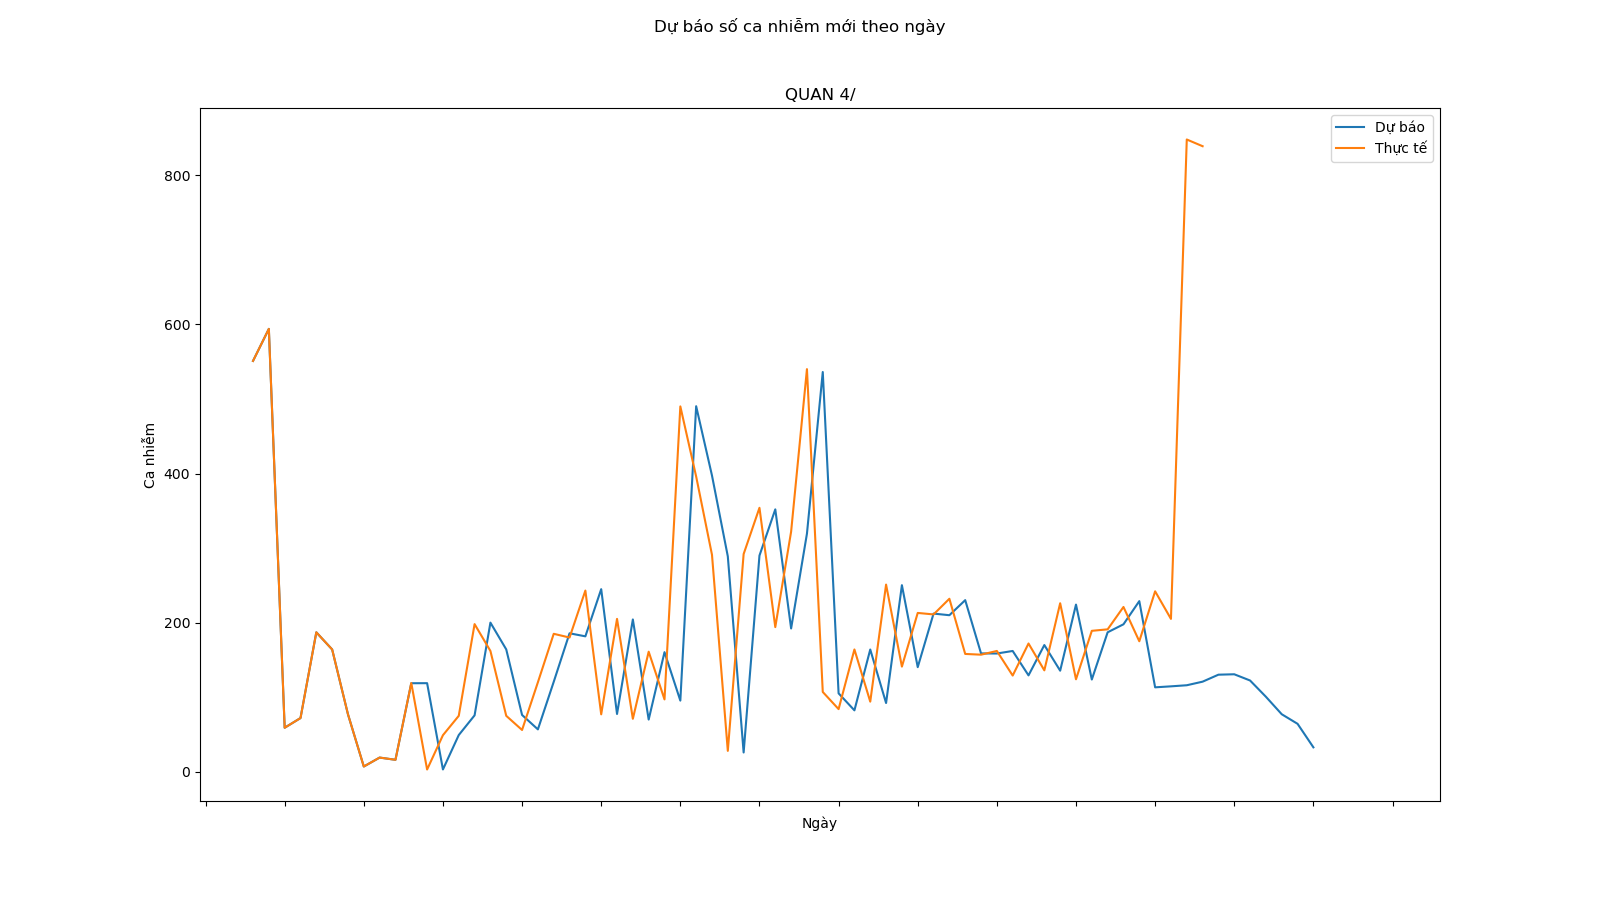 Dự báo số ca nhiễm mới theo ngày
QUAN 4/
Dự báo
Thực tế
800
600
400
200
0
Ca nhiễm
Ngày